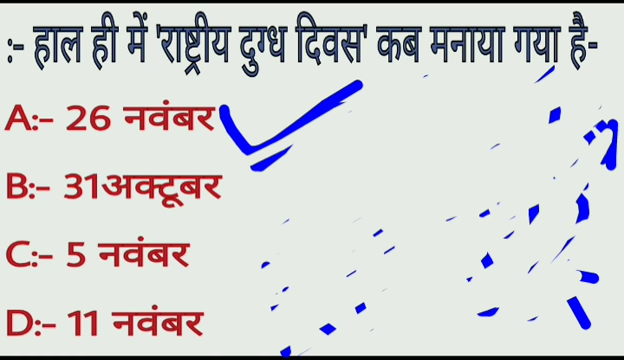 :- हाल ही में 'राष्ट्रीय दुग्ध दिवस' कब मनाया गया है-
A:- 26 नवंबर
B:- 31अक्टूबर
C:- 5 नवंबर
D:- 11 नवंबर